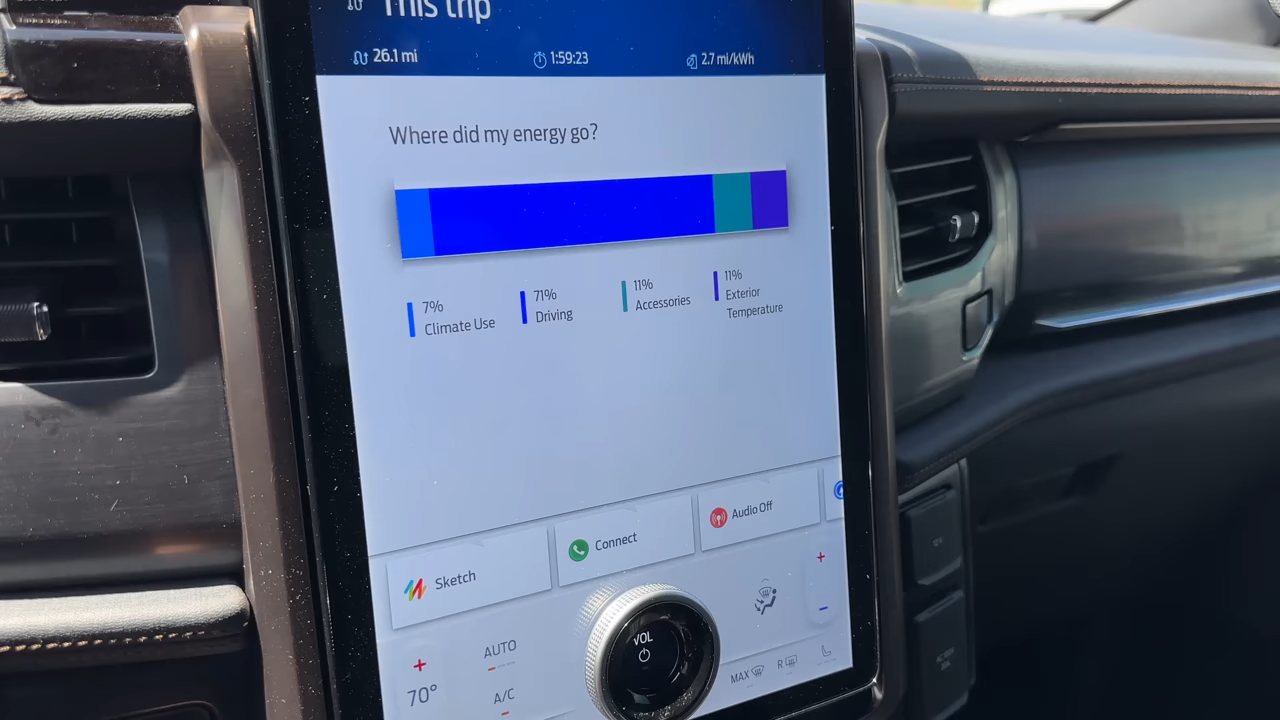 This trip
26.1 mi
1:59:23
2.7 mi/kWh
Where did my energy go?
7%
Climate Use
71%
Driving
11%
Accessories
11%
Exterior
Temperature
Sketch
Connect
Audio Off
+
+
−
70°
AUTO
A/C
VOL
MAX
R